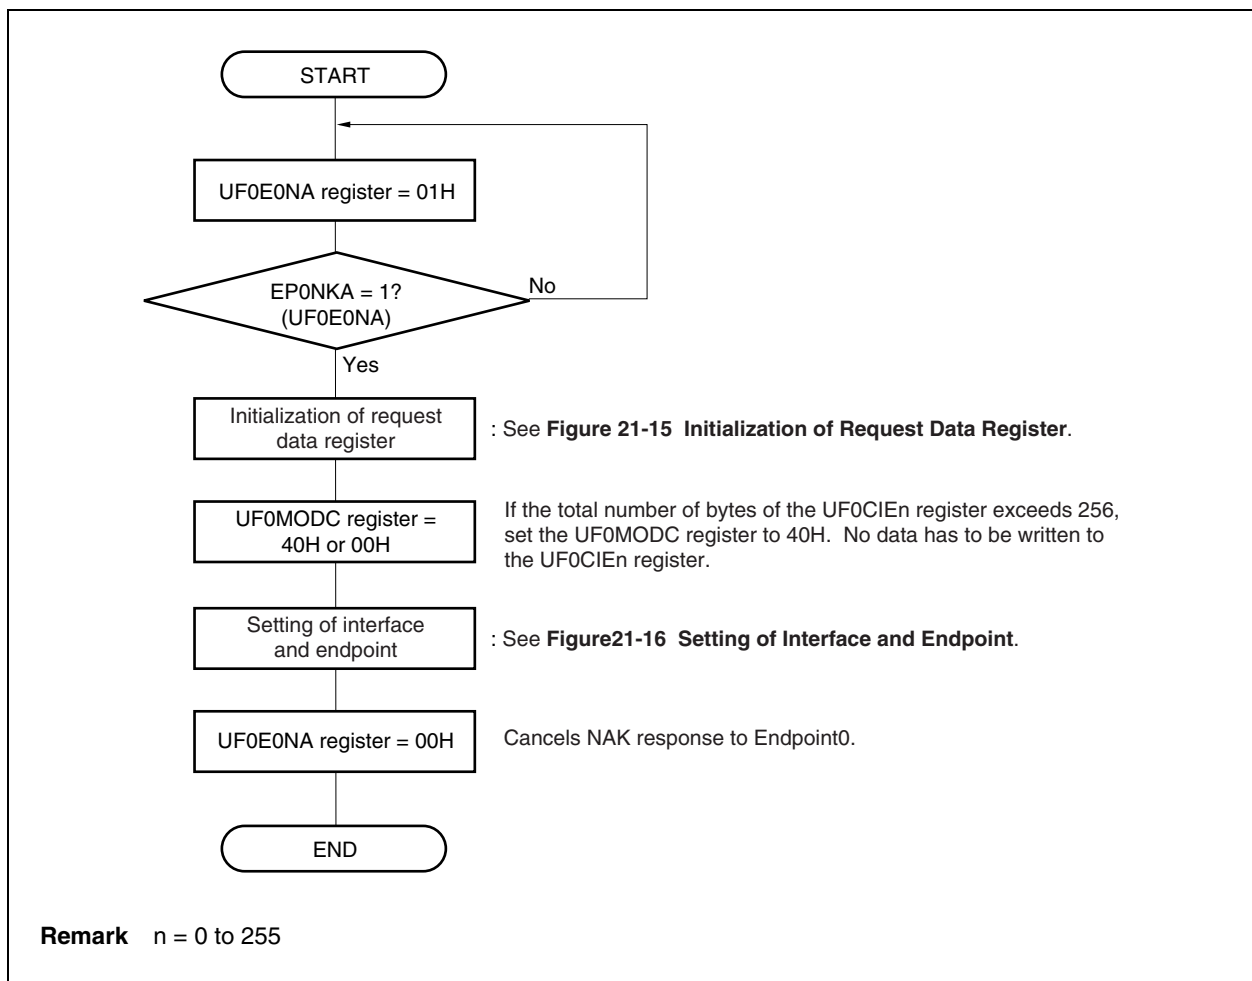 START
UF0E0NA register = 01H
EP0NKA = 1?
(UF0E0NA)
No
Yes
Initialization of request
data register
: See Figure 21-15  Initialization of Request Data Register.
UF0MODC register =
40H or 00H
If the total number of bytes of the UF0CIEn register exceeds 256,
set the UF0MODC register to 40H.  No data has to be written to
the UF0CIEn register.
Setting of interface
and endpoint
: See Figure21-16  Setting of Interface and Endpoint.
UF0E0NA register = 00H
Cancels NAK response to Endpoint0.
END
Remark    n = 0 to 255